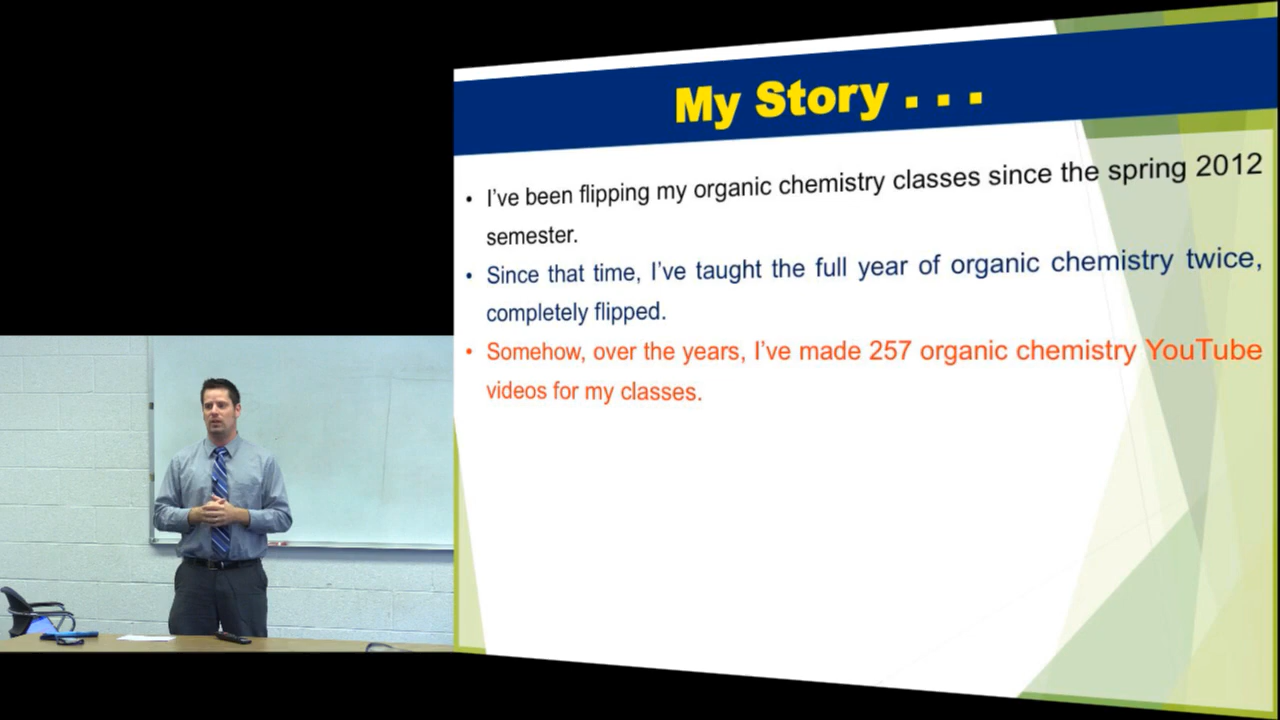 My Story . . .
• I’ve been flipping my organic chemistry classes since the spring 2012
semester.
• Since that time, I’ve taught the full year of organic chemistry twice,
completely flipped.
• Somehow, over the years, I’ve made 257 organic chemistry YouTube
videos for my classes.